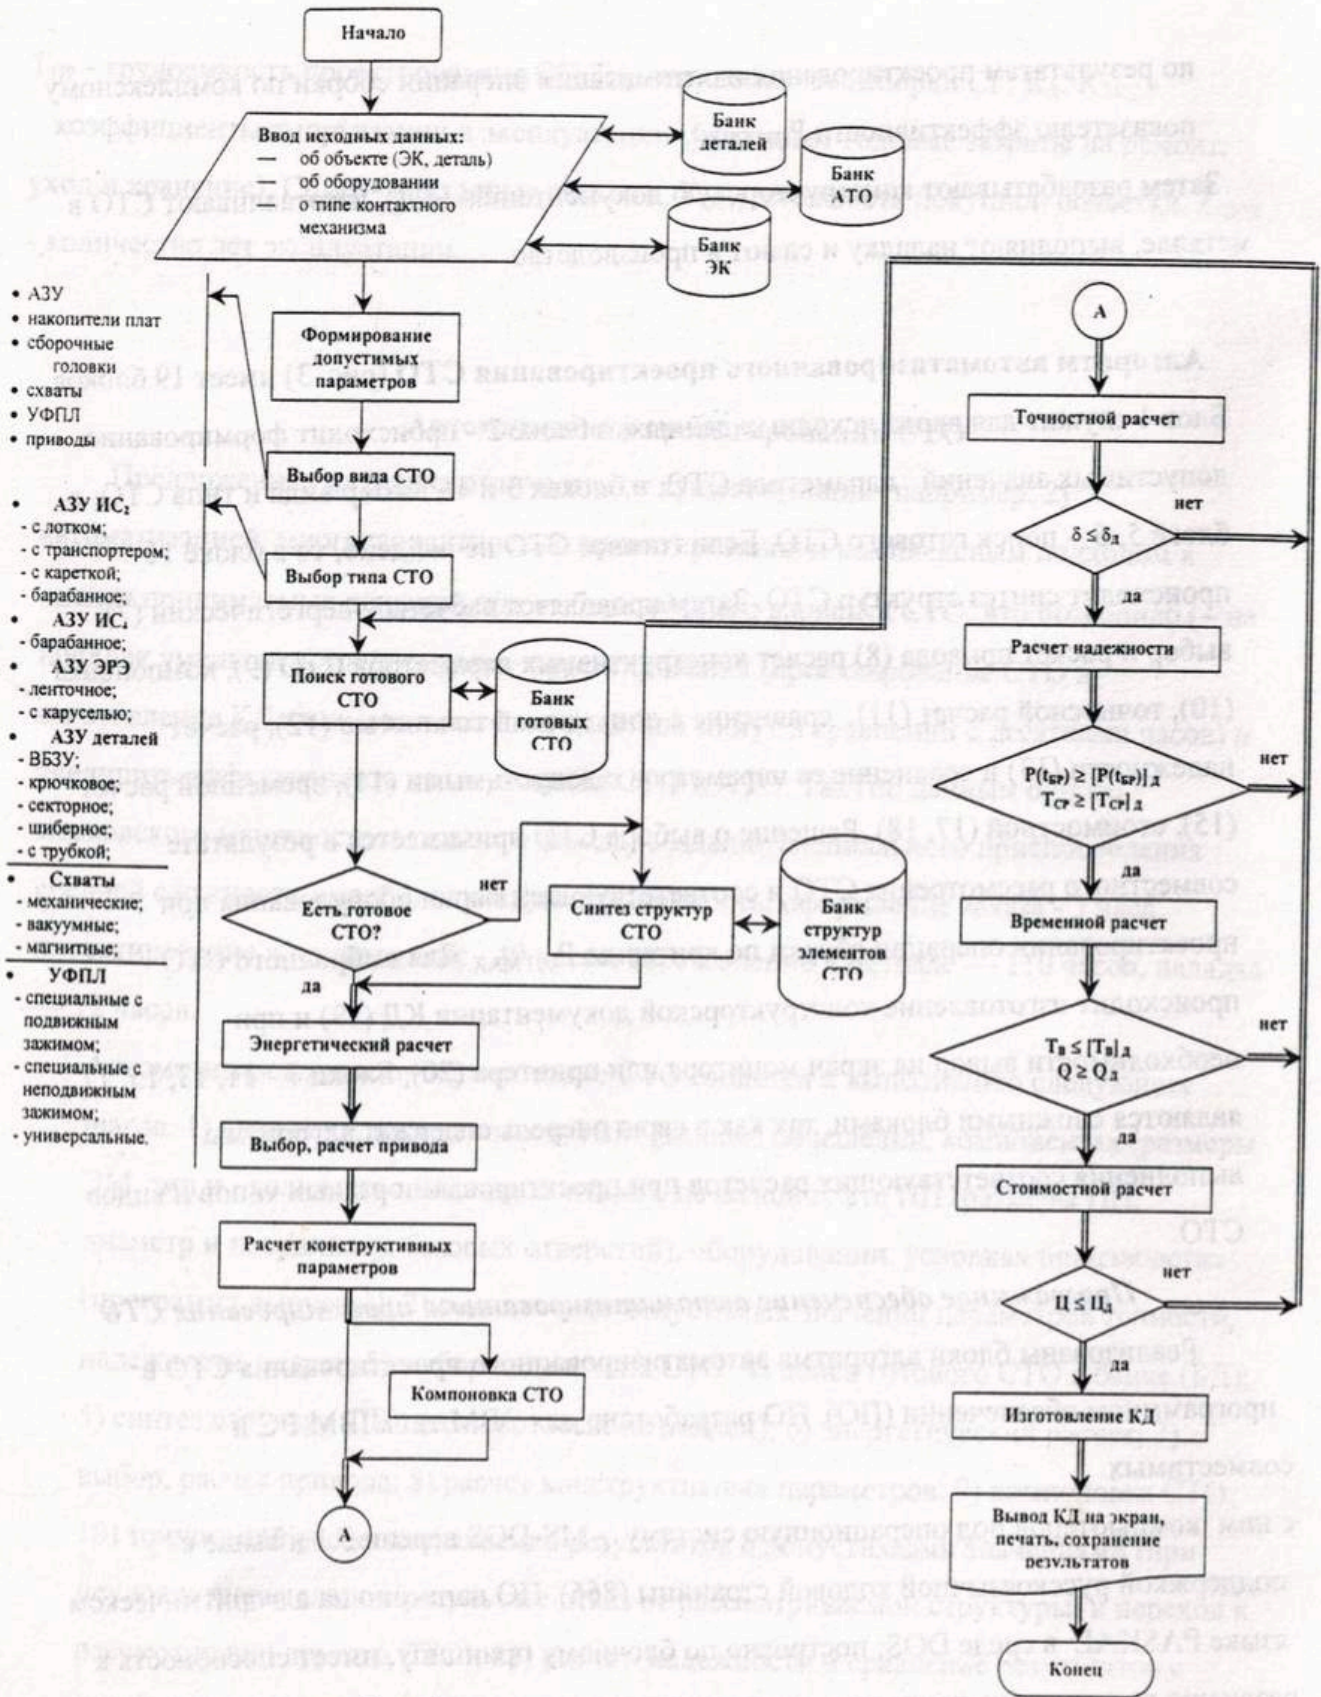 Начало
Ввод исходных данных:
— об объекте (ЭК, деталь)
— об оборудовании
— о типе контактного
механизма
Банк
деталей
Банк
АТО
Банк
ЭК
• АЗУ
• накопители плат
• сборочные
головки
• схваты
• УФПЛ
• приводы
Формирование
допустимых
параметров
Выбор вида СТО
• АЗУ ИС,
- с лотком;
- с транспортером;
- с кареткой;
- барабанное;
• АЗУ ИС,
- барабанное;
• АЗУ ЭРЭ
- ленточное;
- с каруселью;
• АЗУ деталей
- ВБЗУ;
- крючковое;
- секторное;
- шиберное;
- с трубкой;
• Схваты
- механические;
- вакуумные;
- магнитные;
• УФПЛ
- специальные с
подвижным
зажимом;
- специальные с
неподвижным
зажимом;
- универсальные.
Выбор типа СТО
Поиск готового
СТО
Банк
готовых
СТО
Есть готовое
СТО?
нет
да
Синтез структур
СТО
Банк
структур
элементов
СТО
Энергетический расчет
Выбор, расчет привода
Расчет конструктивных
параметров
Компоновка СТО
А
А
Точностной расчет
δ ≤ δд
нет
да
Расчет надежности
P(tБР) ≥ [P(tБР)] д
TСР ≥ [TСР] д
нет
да
Временной расчет
TВ ≤ [TВ] д
Q ≥ Qд
нет
да
Стоимостной расчет
Ц ≤ Цд
нет
да
Изготовление КД
Вывод КД на экран,
печать, сохранение
результатов
Конец